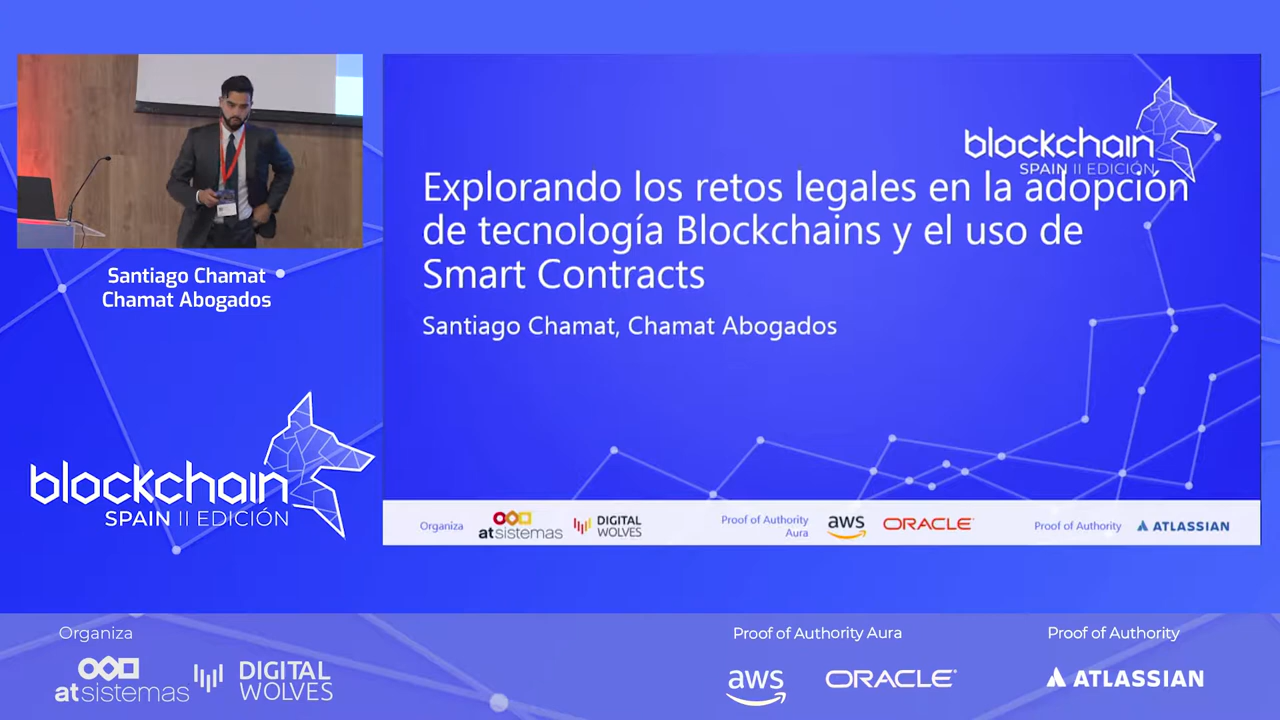 Santiago Chamat
Chamat Abogados
blockchain
SPAIN II EDICIÓN
blockchain
SPAIN II EDICIÓN
Explorando los retos legales en la adopción
de tecnología Blockchains y el uso de
Smart Contracts
Santiago Chamat, Chamat Abogados
Organiza
atsistemas
DIGITAL
WOLVES
Proof of Authority
Aura
aws
ORACLE
Proof of Authority
ATLASSIAN
Organiza
atsistemas
DIGITAL
WOLVES
Proof of Authority Aura
aws
ORACLE
Proof of Authority
ATLASSIAN